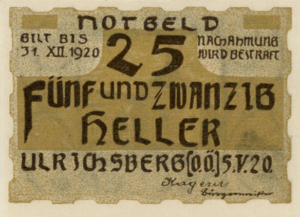 NOTGELD
GILT BIS 31. XII. 1920
25
NACHAHMUNG WIRD BESTRAFT
FÜNF UND ZWANZIG
HELLER
ULRICHSBERG (O.Ö.) 5.V.20.
Bürgermeister